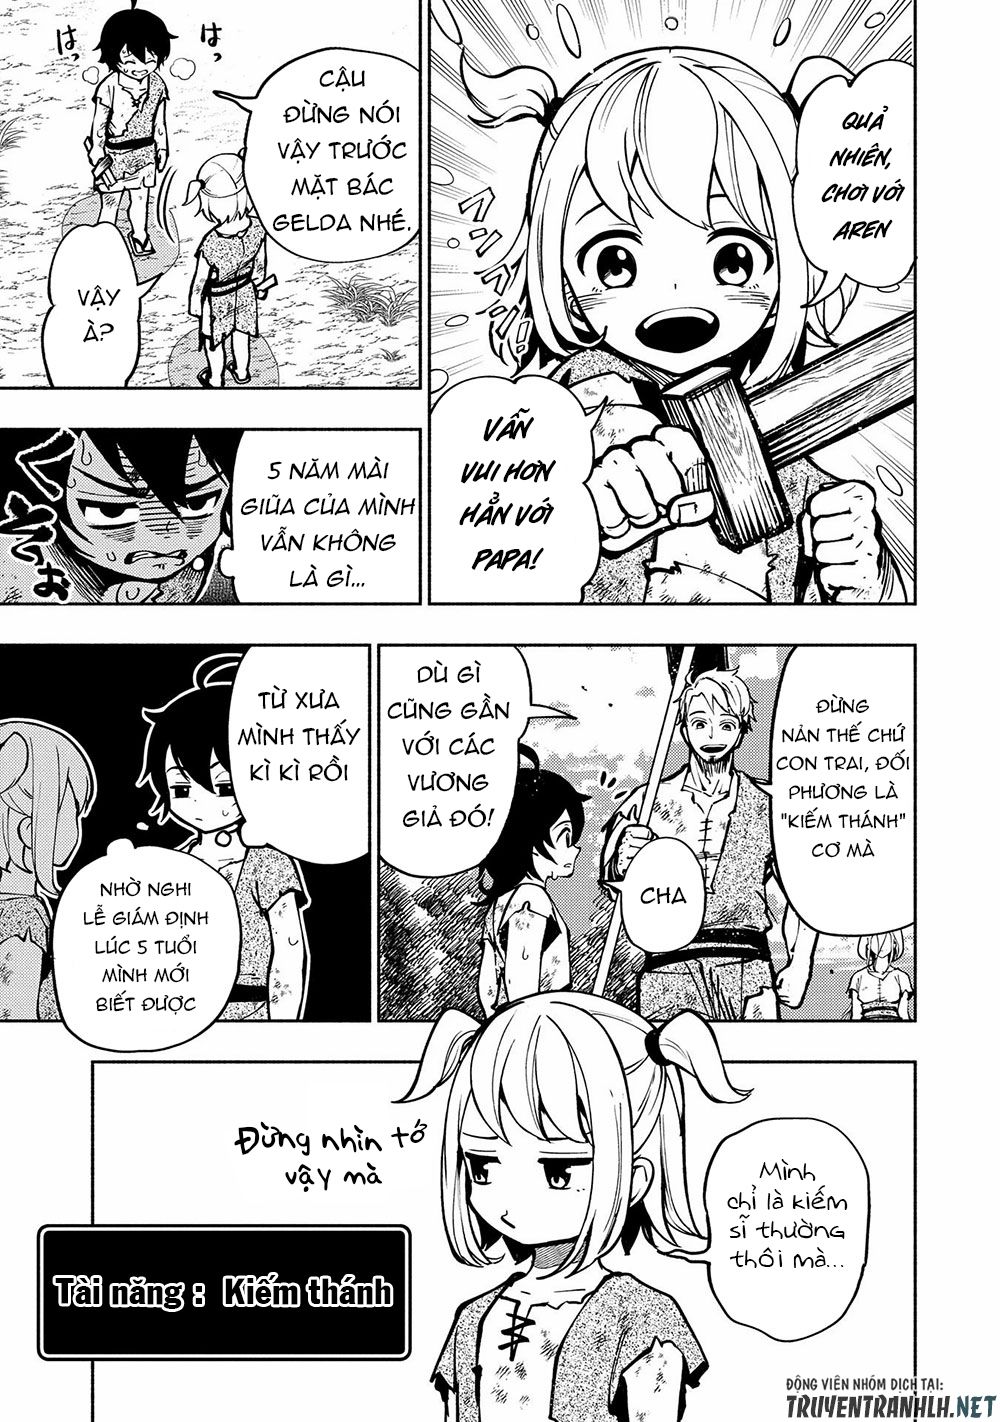 QUẢ
NHIÊN,
CHƠI VỚI
AREN
VẪN
VUI HƠN
HẲN VỚI
PAPA!
CẬU
ĐỪNG NÓI
VẬY TRƯỚC
MẶT BÁC
GELDA NHÉ.
はっ
はっ
VẬY
À?
5 NĂM MÀI
GIŨA CỦA MÌNH
VẪN KHÔNG
LÀ GÌ...
ĐỪNG
NẢN THẾ CHỨ
CON TRAI, ĐỐI
PHƯƠNG LÀ
"KIẾM THÁNH"
CƠ MÀ
CHA
DÙ GÌ
CŨNG GẦN
VỚI CÁC
VƯƠNG
GIẢ ĐÓ!
TỪ XƯA
MÌNH THẤY
KÌ KÌ RỒI
NHỜ NGHI
LỄ GIÁM ĐỊNH
LÚC 5 TUỔI
MÌNH MỚI
BIẾT ĐƯỢC
Mình
chỉ là kiếm
sĩ thường
thôi mà...
Đừng nhìn tớ
vậy mà
Tài năng : Kiếm thánh
ĐỘNG VIÊN NHÓM DỊCH TẠI:
TRUYENTRANHLH.NET